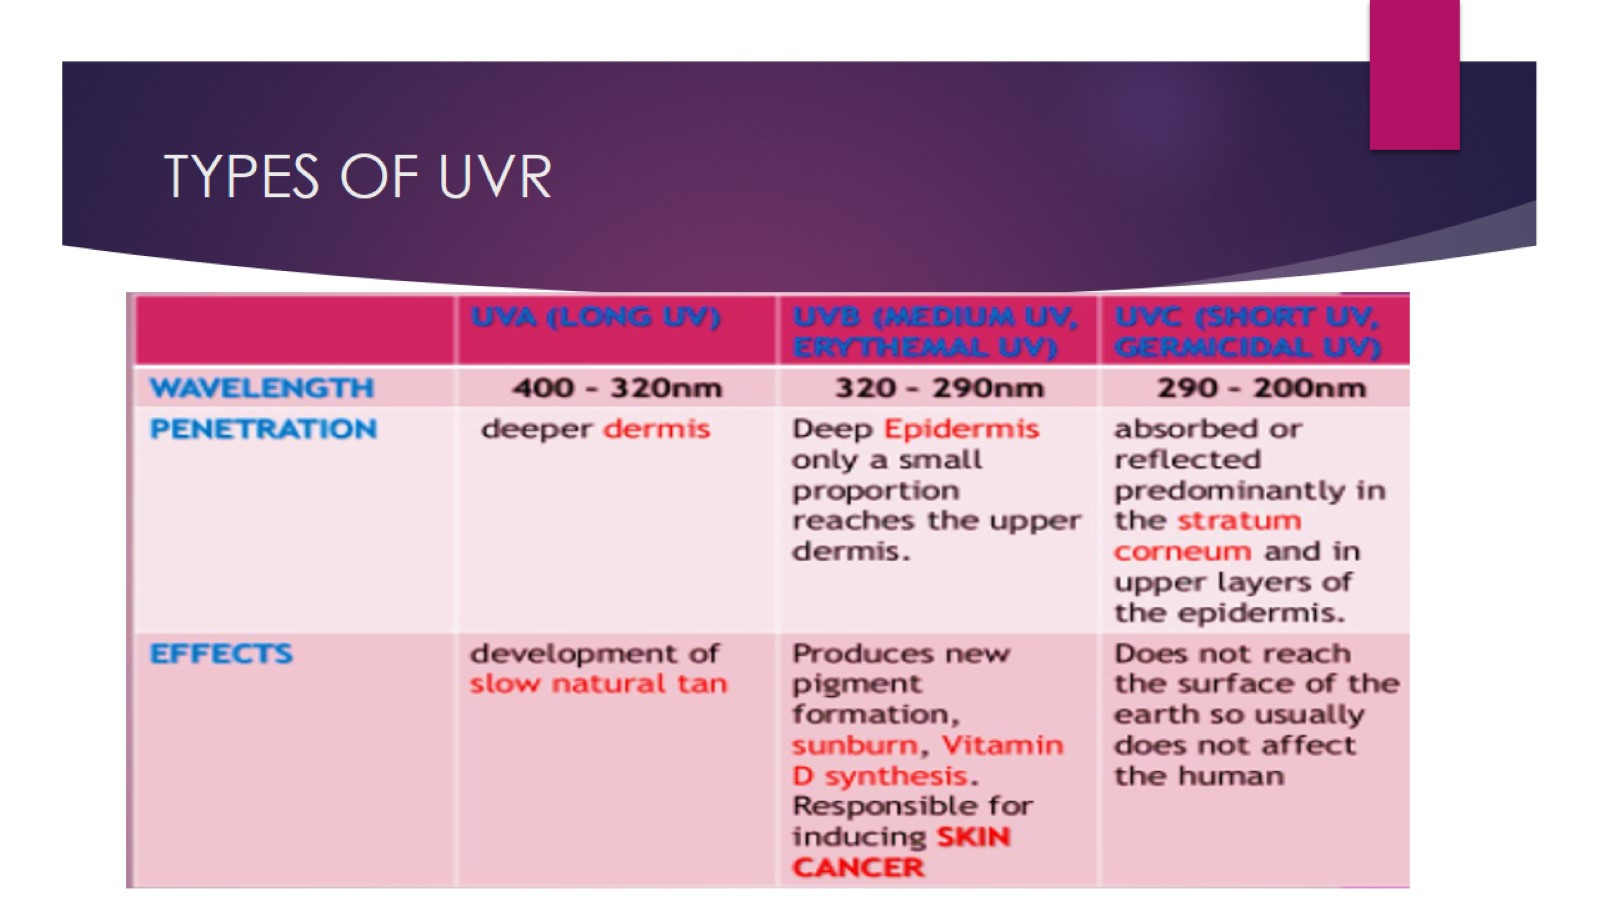 TYPES OF UVR
UVA (LONG UV)
UVB (MEDIUM UV,
ERYTHEMAL UV)
UVC (SHORT UV,
GERMICIDAL UV)
WAVELENGTH
400 - 320nm
320 - 290nm
290 - 200nm
PENETRATION
deeper dermis
Deep Epidermis
only a small
proportion
reaches the upper
dermis.
absorbed or
reflected
predominantly in
the stratum
corneum and in
upper layers of
the epidermis.
EFFECTS
development of
slow natural tan
Produces new
pigment
formation,
sunburn, Vitamin
D synthesis.
Responsible for
inducing SKIN
CANCER
Does not reach
the surface of the
earth so usually
does not affect
the human